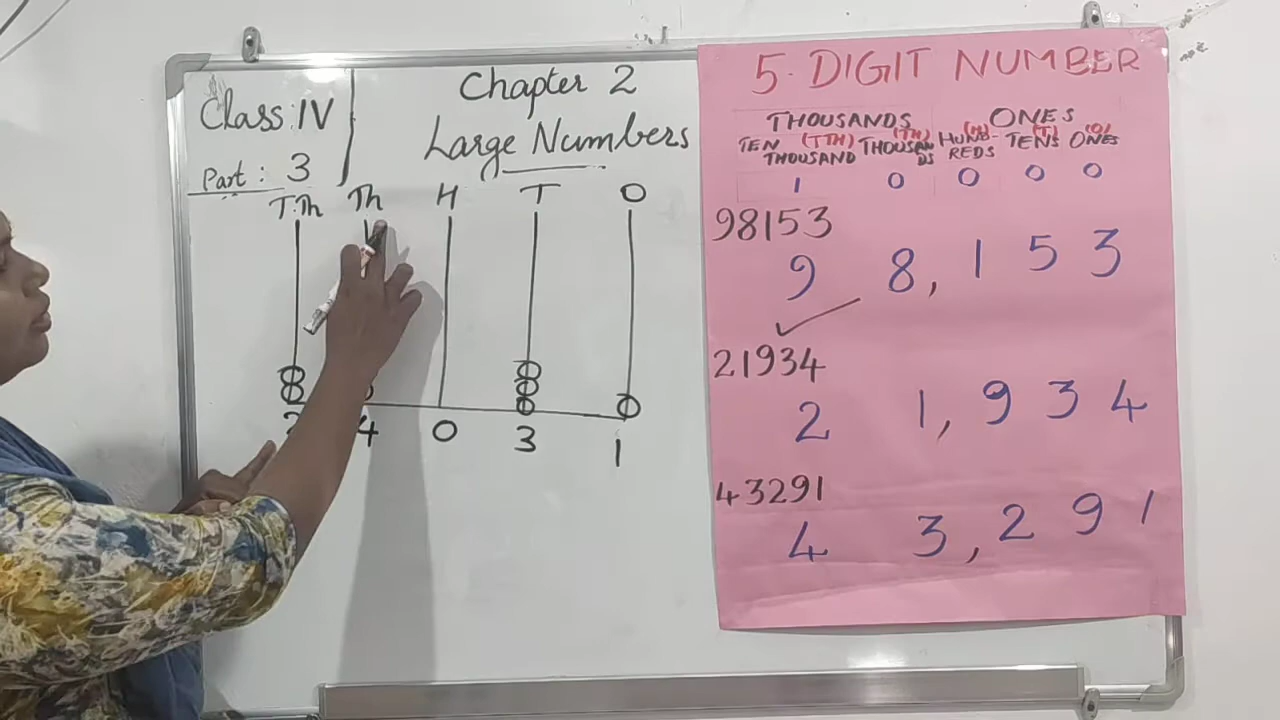 Class: IV
Part: 3
Chapter 2
Large Numbers
T.Th Th H T O
2 4 0 3 1
5. DIGIT NUMBER
THOUSANDS ONES
TEN THOUSAND (TTH) THOUSANDS (TH) HUNDREDS (H) TENS (T) ONES (O)
1 0 0 0 0
98153
9 8,153
21934
2 1,934
43291
4 3,291